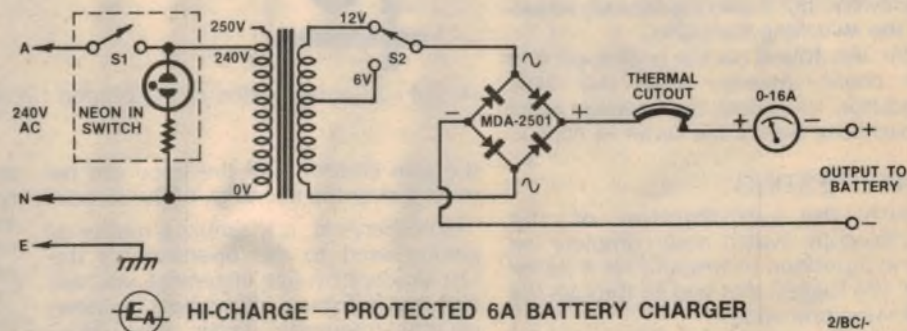 250V
12V
A
S1
240V
S2
6V
THERMAL
CUTOUT
0-16A
240V
AC
NEON IN
SWITCH
MDA-2501
+
+
−
+
−
OUTPUT TO
BATTERY
0V
N
−
E
EA HI-CHARGE — PROTECTED 6A BATTERY CHARGER
2/BC/-